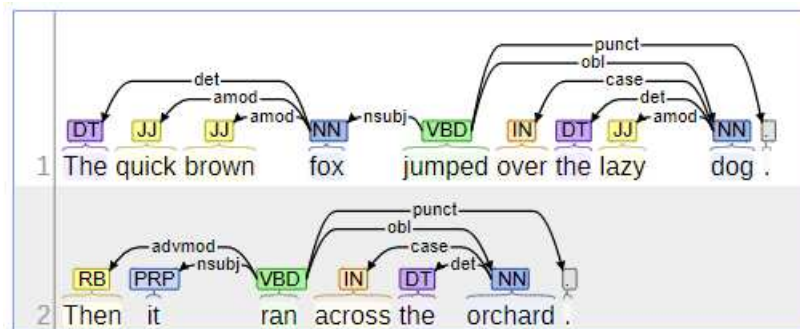 punct
obl
det case
amod det
amod nsubj amod
DT JJ JJ NN VBD IN DT JJ NN .
1 The quick brown fox jumped over the lazy dog .
punct
obl
advmod case
nsubj det
RB PRP VBD IN DT NN .
2 Then it ran across the orchard .